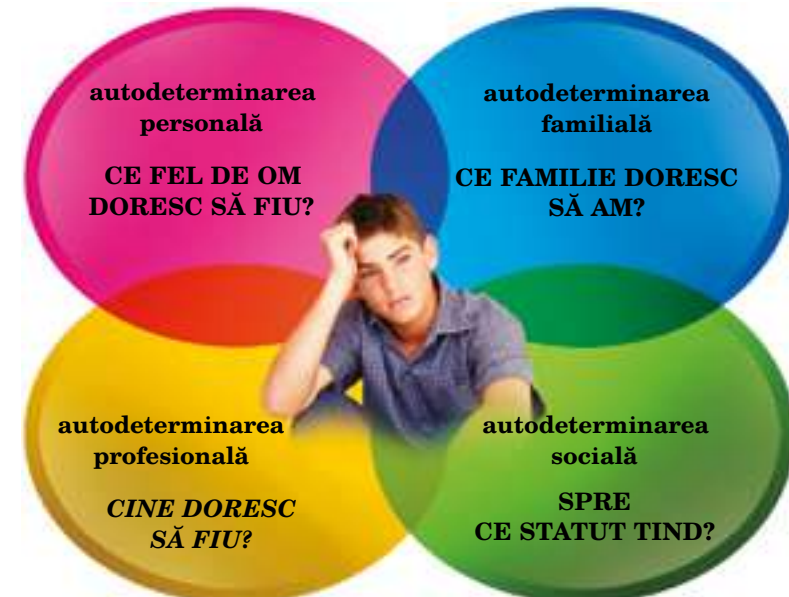 autodeterminarea
personală
CE FEL DE OM
DORESC SĂ FIU?
autodeterminarea
familială
CE FAMILIE DORESC
SĂ AM?
autodeterminarea
profesională
CINE DORESC
SĂ FIU?
autodeterminarea
socială
SPRE
CE STATUT TIND?